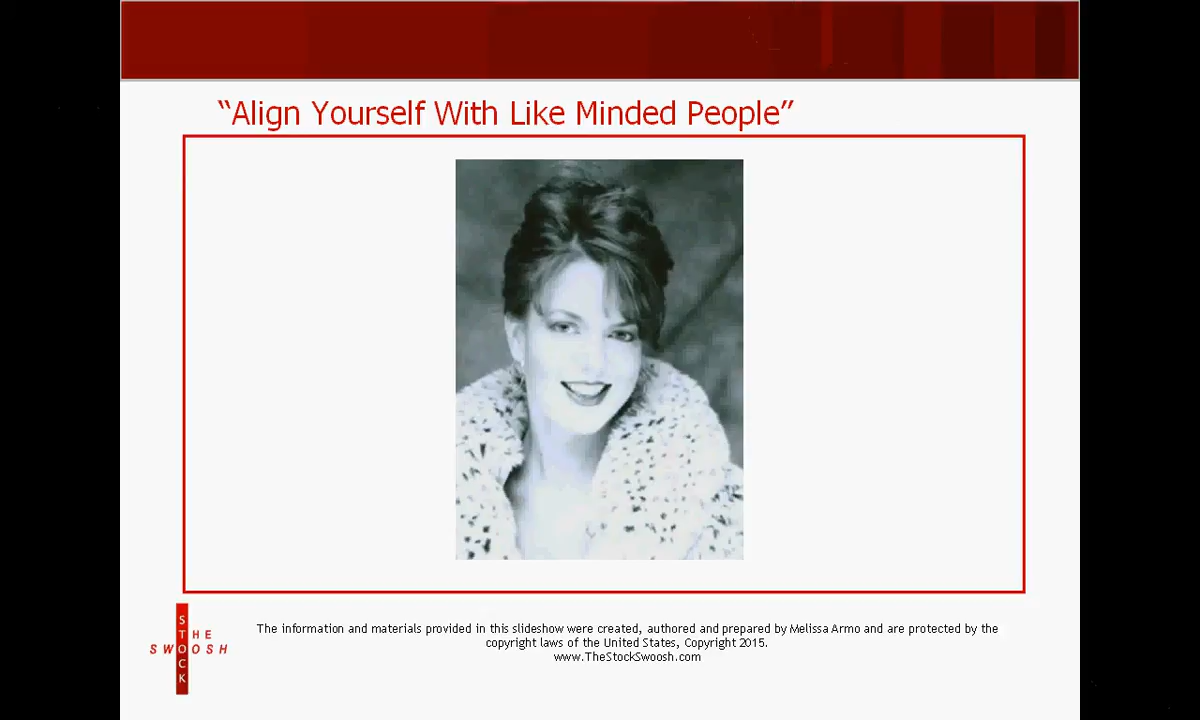 “Align Yourself With Like Minded People”
THE
STOCK
SWOOSH
The information and materials provided in this slideshow were created, authored and prepared by Melissa Armo and are protected by the
copyright laws of the United States, Copyright 2015.
www.TheStockSwoosh.com